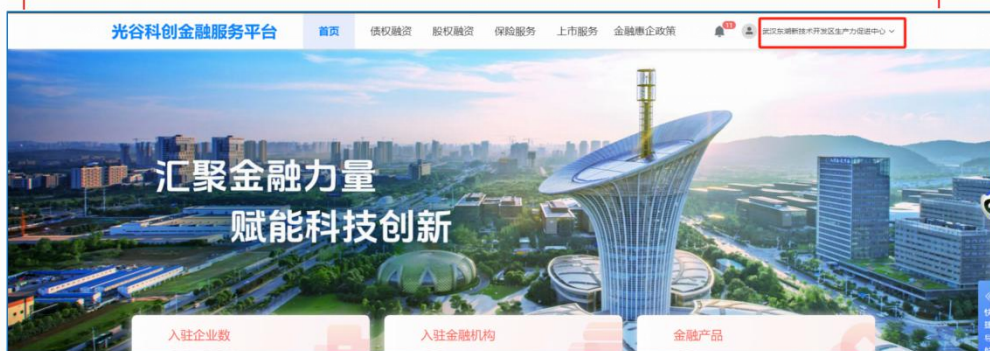 光谷科创金融服务平台 首页 债权融资 股权融资 保险服务 上市服务 金融惠企政策 11 武汉东湖新技术开发区生产力促进中心
汇聚金融力量
赋能科技创新
入驻企业数 入驻金融机构 金融产品